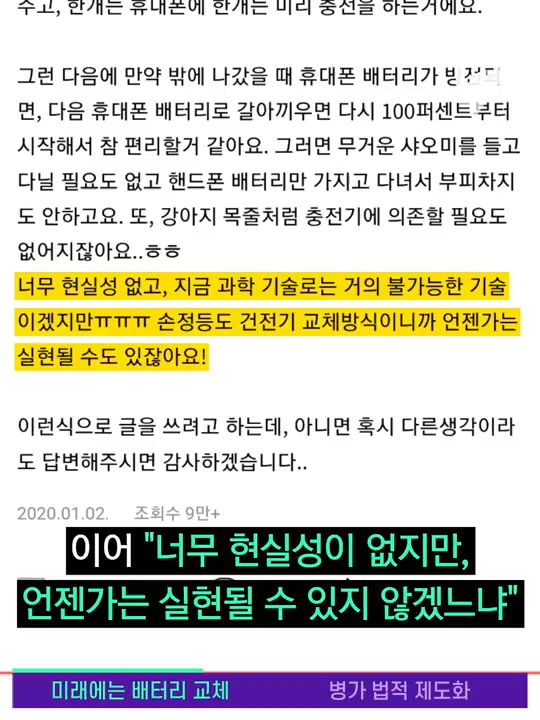 주고, 한개는 휴대폰에 한개는 미리 충전을 하는거에요.
그런 다음에 만약 밖에 나갔을 때 휴대폰 배터리가 방전되
면, 다음 휴대폰 배터리로 갈아끼우면 다시 100퍼센트부터
시작해서 참 편리할거 같아요. 그러면 무거운 샤오미를 들고
다닐 필요도 없고 핸드폰 배터리만 가지고 다녀서 부피차지
도 안하고요. 또, 강아지 목줄처럼 충전기에 의존할 필요도
없어지잖아요..ㅎㅎ
너무 현실성 없고, 지금 과학 기술로는 거의 불가능한 기술
이겠지만ㅠㅠㅠ 손정등도 건전기 교체방식이니까 언젠가는
실현될 수도 있잖아요!
이런식으로 글을 쓰려고 하는데, 아니면 혹시 다른생각이라
도 답변해주시면 감사하겠습니다..
2020.01.02. 조회수 9만+
이어 "너무 현실성이 없지만,
언젠가는 실현될 수 있지 않겠느냐"
미래에는 배터리 교체 병가 법적 제도화